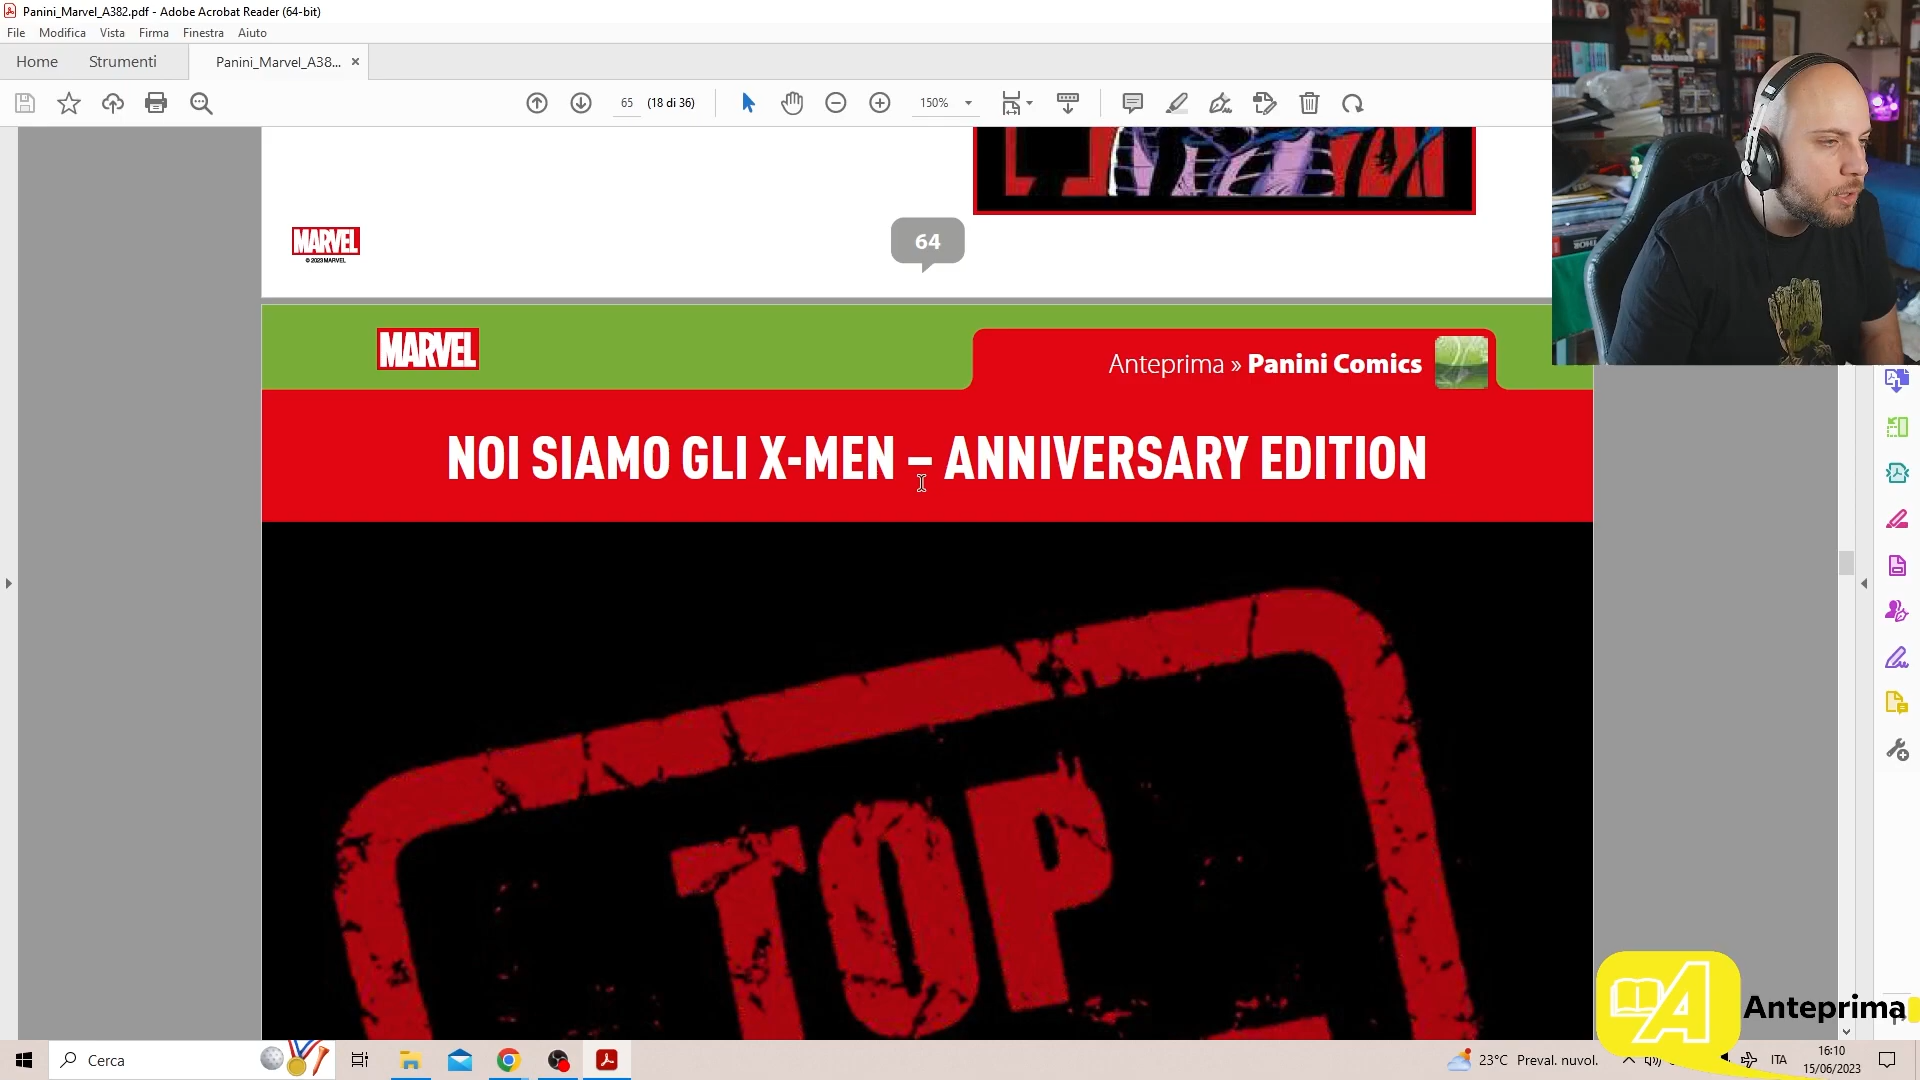 Panini_Marvel_A382.pdf - Adobe Acrobat Reader (64-bit)
File Modifica Vista Firma Finestra Aiuto
Home Strumenti Panini_Marvel_A38... ×
65 (18 di 36) 150%
MARVEL
© 2023 MARVEL
64
MARVEL
Anteprima » Panini Comics
NOI SIAMO GLI X-MEN – ANNIVERSARY EDITION
TOP
A
Anteprima
Cerca
23°C Preval. nuvol.
ITA
16:10
15/06/2023